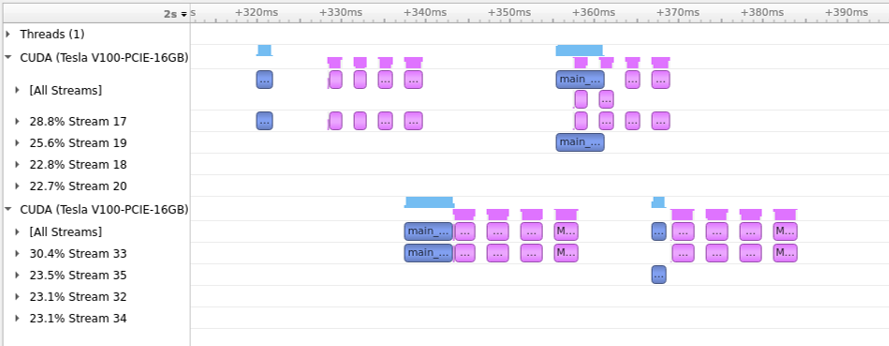 2s s +320ms +330ms +340ms +350ms +360ms +370ms +380ms +390ms
Threads (1)
CUDA (Tesla V100-PCIE-16GB)
[All Streams] ... ... ... ... main_... ... ...
...
28.8% Stream 17 ... ... ... ... ... ...
25.6% Stream 19 main_...
22.8% Stream 18
22.7% Stream 20
CUDA (Tesla V100-PCIE-16GB)
[All Streams] main_... ... ... ... M... ... ... ... ... M...
30.4% Stream 33 main_... ... ... ... M... ... ... ... M...
23.5% Stream 35 ...
23.1% Stream 32
23.1% Stream 34